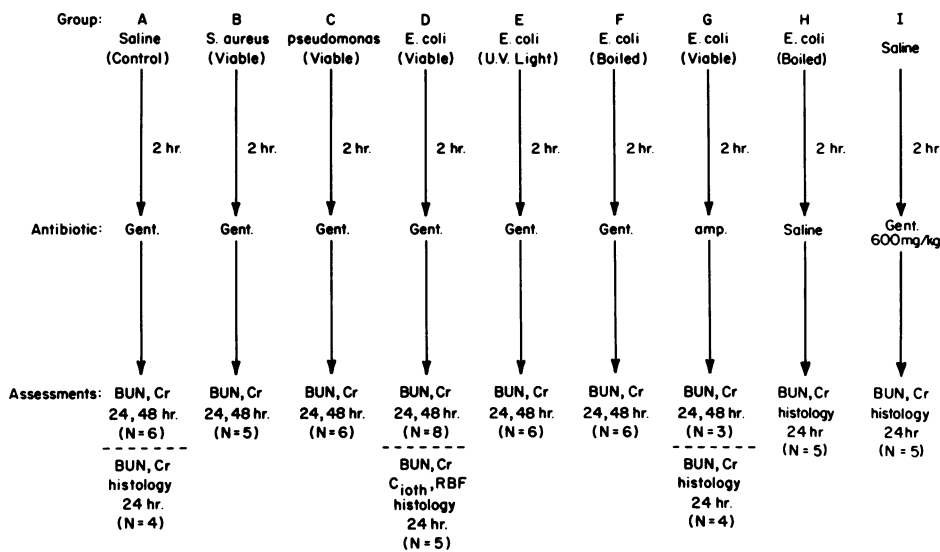 Group: A B C D E F G H I
Saline S. aureus pseudomonas E. coli E. coli E. coli E. coli E. coli Saline
(Control) (Viable) (Viable) (Viable) (U.V. Light) (Boiled) (Viable) (Boiled)
2 hr. 2 hr. 2 hr. 2 hr. 2 hr. 2 hr. 2 hr. 2 hr. 2 hr
Antibiotic: Gent. Gent. Gent. Gent. Gent. Gent. amp. Saline Gent.
600mg/kg
Assessments: BUN, Cr BUN, Cr BUN, Cr BUN, Cr BUN, Cr BUN, Cr BUN, Cr BUN, Cr BUN, Cr
24, 48 hr. 24, 48 hr. 24, 48 hr. 24, 48 hr. 24, 48 hr. 24, 48 hr. 24, 48 hr. histology histology
(N=6) (N=5) (N=6) (N=8) (N=6) (N=6) (N=3) 24 hr 24 hr
(N=5) (N=5)
BUN, Cr BUN, Cr BUN, Cr
histology Cioth, RBF histology
24 hr. histology 24 hr.
(N=4) 24 hr. (N=4)
(N=5)